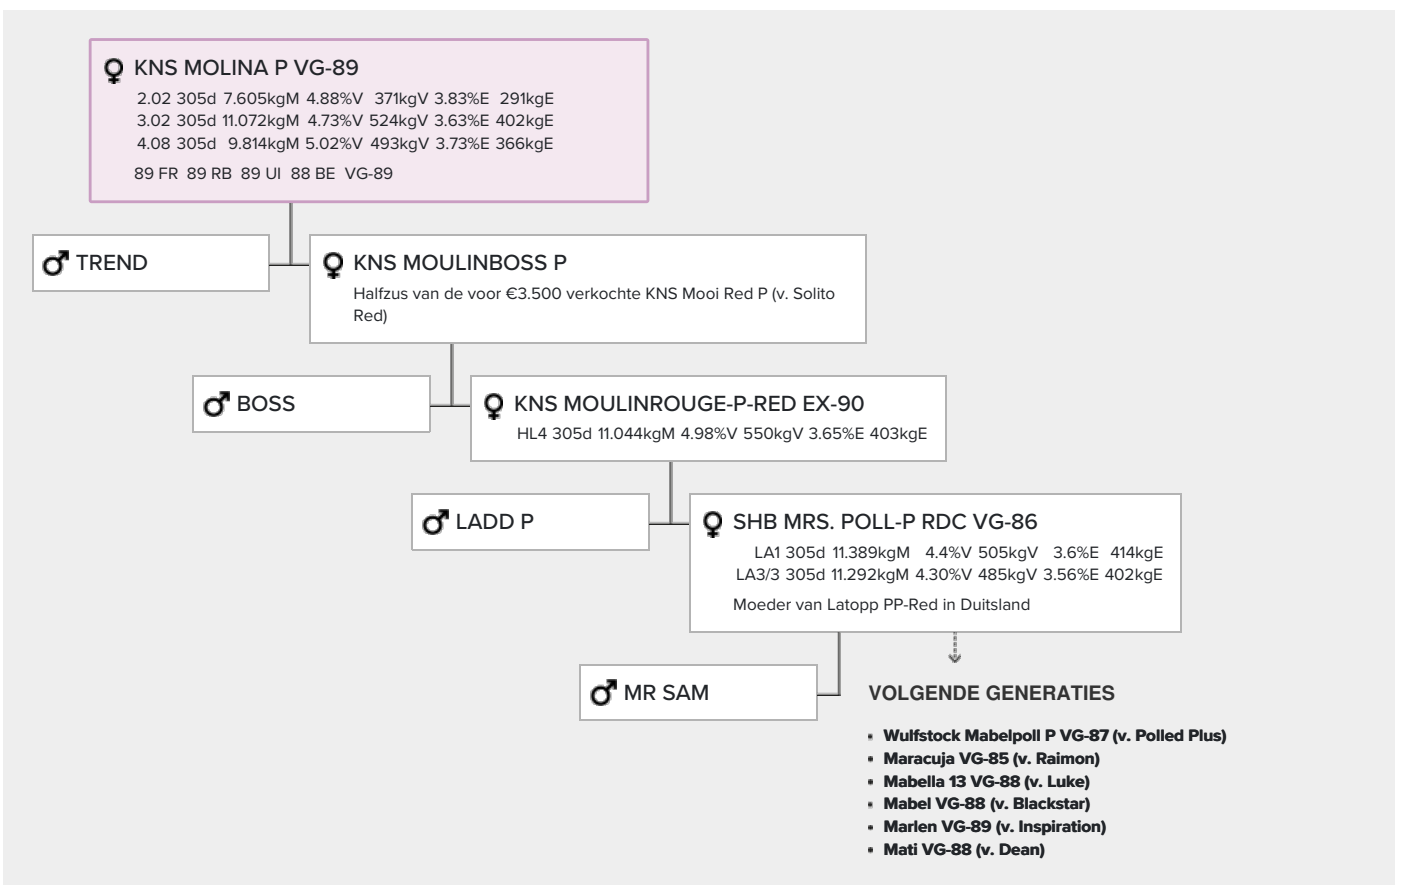 KNS MOLINA P VG-89
2.02 305d 7.605kgM 4.88%V 371kgV 3.83%E 291kgE
3.02 305d 11.072kgM 4.73%V 524kgV 3.63%E 402kgE
4.08 305d 9.814kgM 5.02%V 493kgV 3.73%E 366kgE
89 FR 89 RB 89 UI 88 BE VG-89
TREND
KNS MOULINBOSS P
Halfzus van de voor €3.500 verkochte KNS Mooi Red P (v. Solito
Red)
BOSS
KNS MOULINROUGE-P-RED EX-90
HL4 305d 11.044kgM 4.98%V 550kgV 3.65%E 403kgE
LADD P
SHB MRS. POLL-P RDC VG-86
LA1 305d 11.389kgM 4.4%V 505kgV 3.6%E 414kgE
LA3/3 305d 11.292kgM 4.30%V 485kgV 3.56%E 402kgE
Moeder van Latopp PP-Red in Duitsland
MR SAM
VOLGENDE GENERATIES
• Wulfstock Mabelpoll P VG-87 (v. Polled Plus)
• Maracuja VG-85 (v. Raimon)
• Mabella 13 VG-88 (v. Luke)
• Mabel VG-88 (v. Blackstar)
• Marlen VG-89 (v. Inspiration)
• Mati VG-88 (v. Dean)